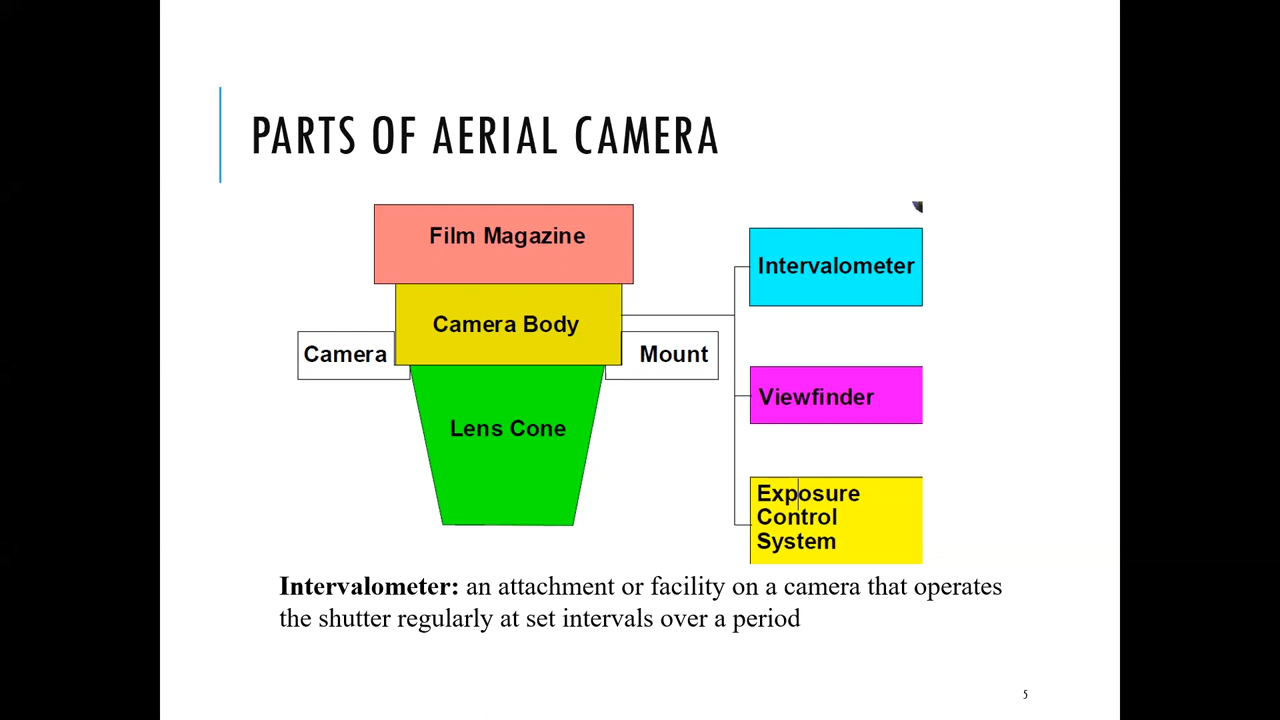 PARTS OF AERIAL CAMERA
Film Magazine
Camera Body
Camera
Mount
Lens Cone
Intervalometer
Viewfinder
Exposure
Control
System
Intervalometer: an attachment or facility on a camera that operates
the shutter regularly at set intervals over a period
5